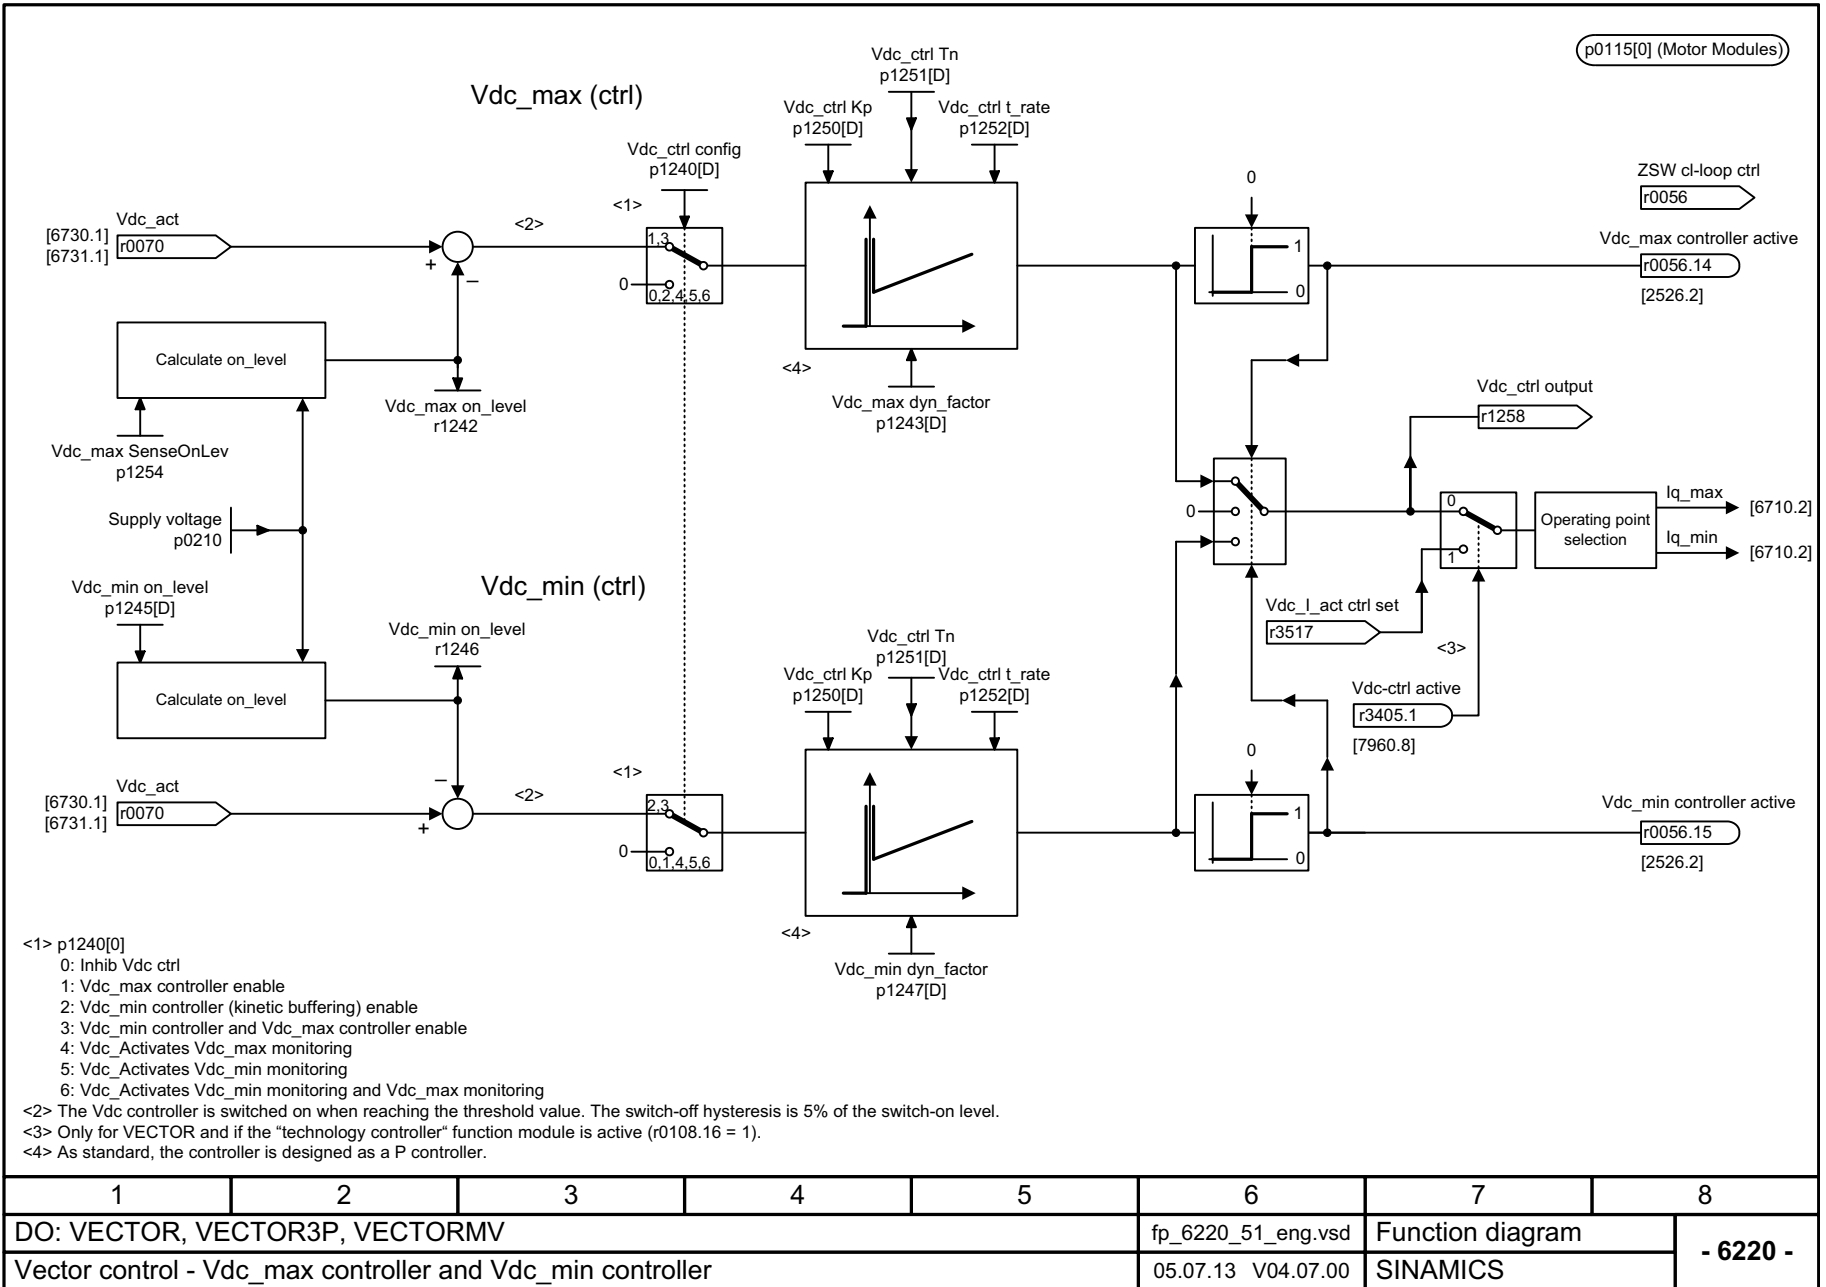 p0115[0] (Motor Modules)
Vdc_max (ctrl)
Vdc_ctrl Tn
p1251[D]
Vdc_ctrl Kp
p1250[D]
Vdc_ctrl t_rate
p1252[D]
Vdc_ctrl config
p1240[D]
<1>
<2>
Vdc_act
[6730.1]
[6731.1]
r0070
+
–
1,3
0
0,2,4,5,6
0
1
0
ZSW cl-loop ctrl
r0056
Vdc_max controller active
r0056.14
[2526.2]
Calculate on_level
Vdc_max on_level
r1242
<4>
Vdc_max dyn_factor
p1243[D]
Vdc_max SenseOnLev
p1254
Supply voltage
p0210
Vdc_ctrl output
r1258
0
0
1
Operating point
selection
Iq_max
[6710.2]
Iq_min
[6710.2]
Vdc_I_act ctrl set
r3517
<3>
Vdc-ctrl active
r3405.1
[7960.8]
Vdc_min (ctrl)
Vdc_min on_level
p1245[D]
Vdc_min on_level
r1246
Calculate on_level
Vdc_ctrl Tn
p1251[D]
Vdc_ctrl Kp
p1250[D]
Vdc_ctrl t_rate
p1252[D]
<1>
<2>
Vdc_act
[6730.1]
[6731.1]
r0070
–
+
2,3
0
0,1,4,5,6
0
1
0
Vdc_min controller active
r0056.15
[2526.2]
<4>
Vdc_min dyn_factor
p1247[D]
<1> p1240[0]
0: Inhib Vdc ctrl
1: Vdc_max controller enable
2: Vdc_min controller (kinetic buffering) enable
3: Vdc_min controller and Vdc_max controller enable
4: Vdc_Activates Vdc_max monitoring
5: Vdc_Activates Vdc_min monitoring
6: Vdc_Activates Vdc_min monitoring and Vdc_max monitoring
<2> The Vdc controller is switched on when reaching the threshold value. The switch-off hysteresis is 5% of the switch-on level.
<3> Only for VECTOR and if the “technology controller“ function module is active (r0108.16 = 1).
<4> As standard, the controller is designed as a P controller.
1 2 3 4 5 6 7 8
DO: VECTOR, VECTOR3P, VECTORMV
fp_6220_51_eng.vsd
Function diagram
- 6220 -
Vector control - Vdc_max controller and Vdc_min controller
05.07.13 V04.07.00
SINAMICS